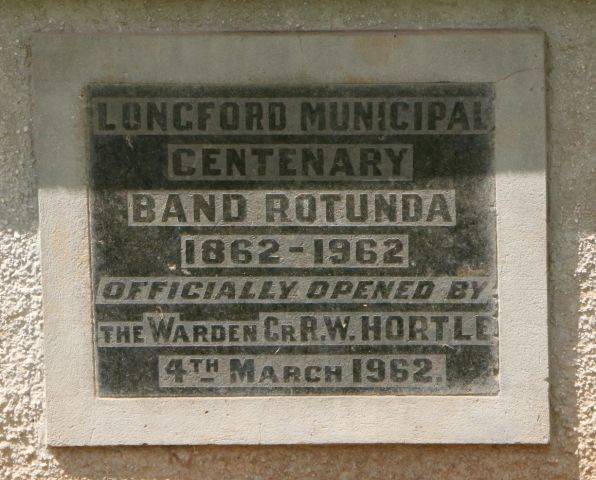 LONGFORD MUNICIPAL
CENTENARY
BAND ROTUNDA
1862-1962
OFFICIALLY OPENED BY
THE WARDEN CR R.W. HORTLE
4TH MARCH 1962.